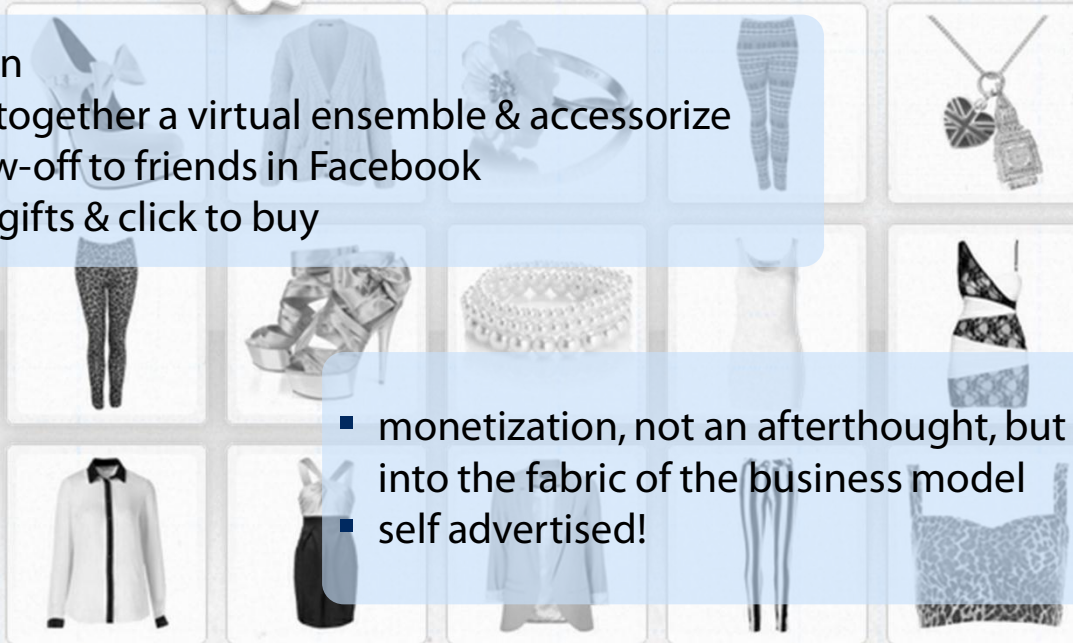 n
together a virtual ensemble & accessorize
w-off to friends in Facebook
gifts & click to buy
▪ monetization, not an afterthought, but
into the fabric of the business model
▪ self advertised!